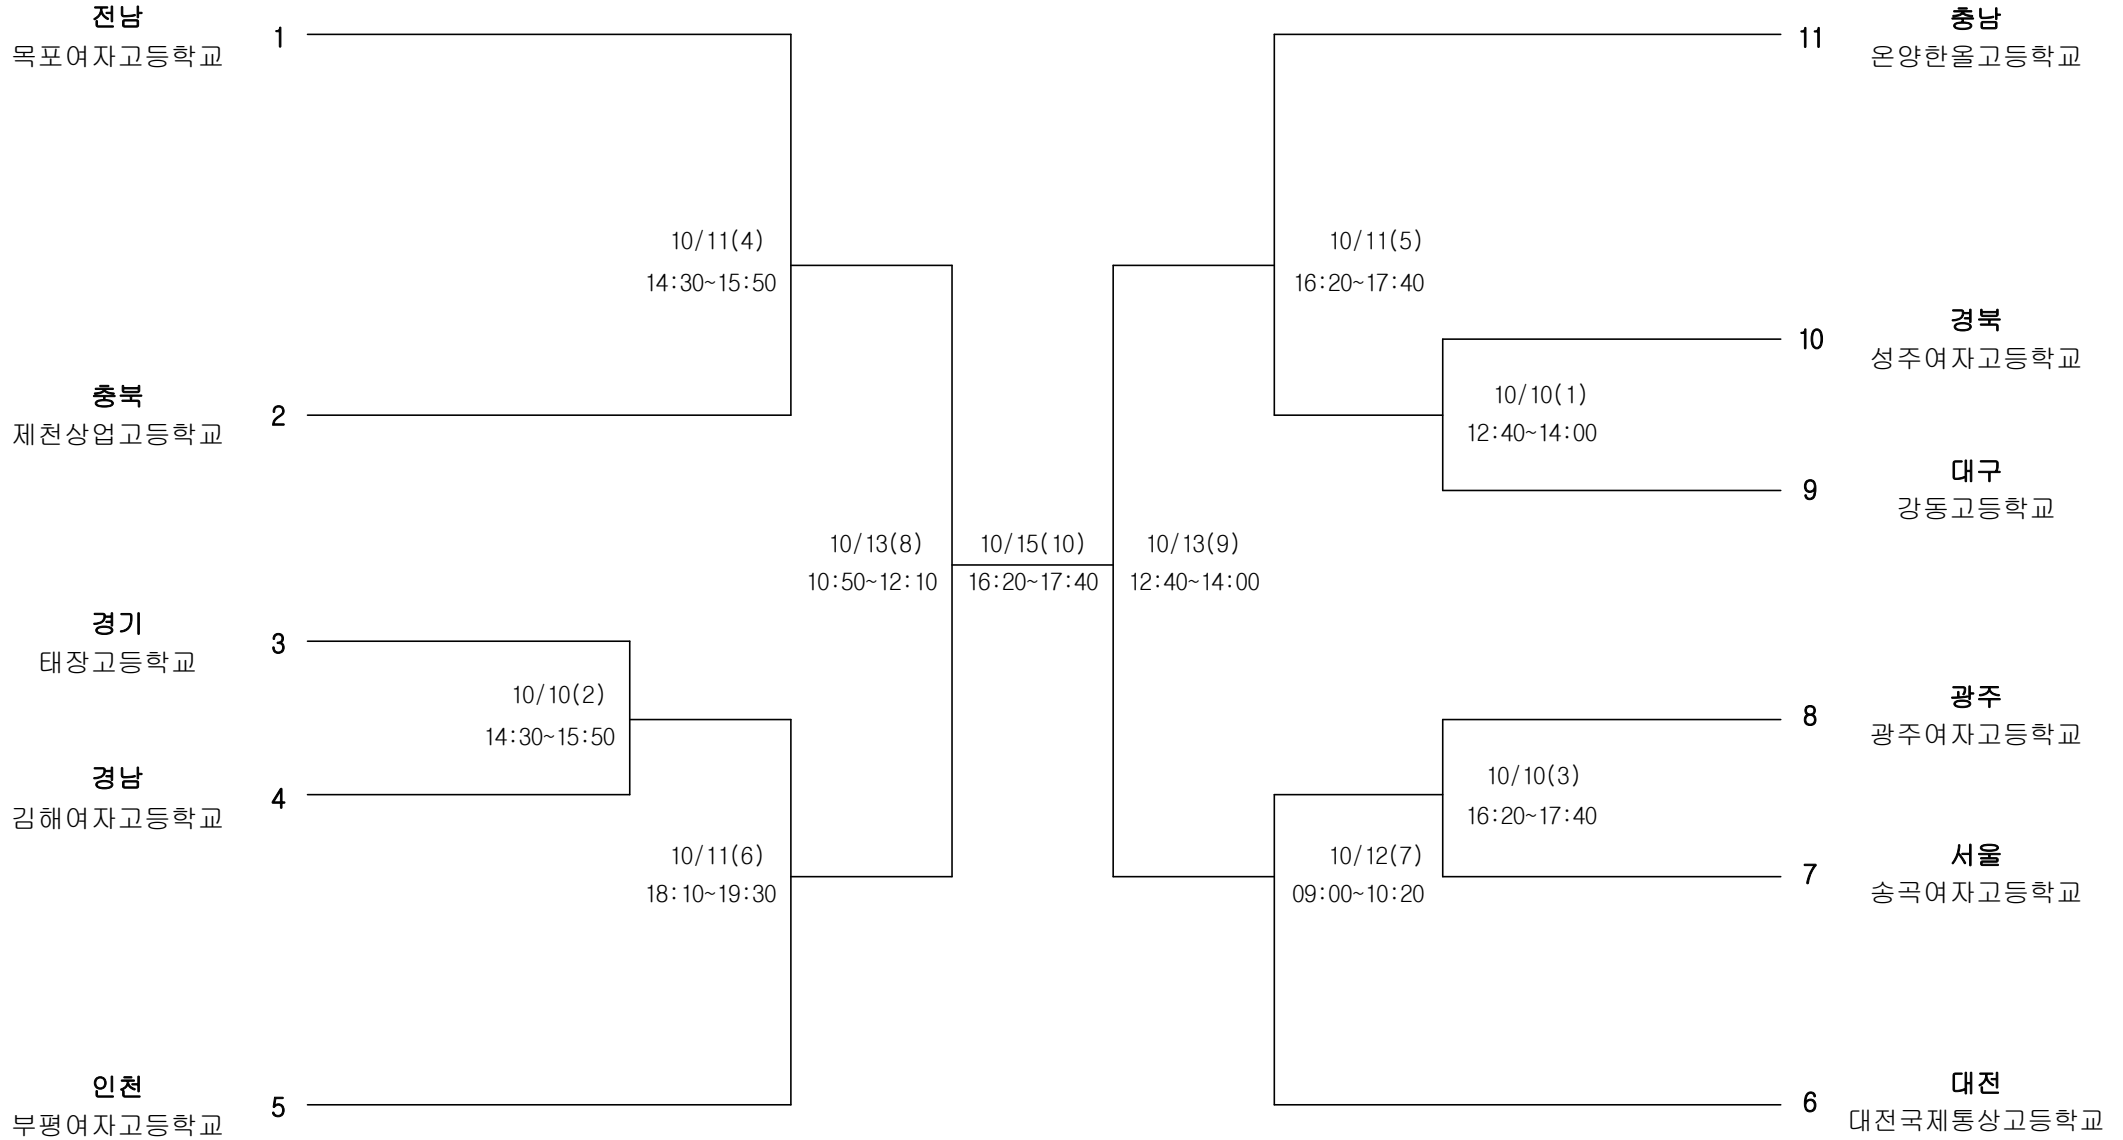 전남
목포여자고등학교
1
10/11(4)
14:30~15:50
충북
제천상업고등학교
2
경기
태장고등학교
3
10/10(2)
14:30~15:50
경남
김해여자고등학교
4
10/11(6)
18:10~19:30
인천
부평여자고등학교
5
10/13(8)
10:50~12:10
10/15(10)
16:20~17:40
10/13(9)
12:40~14:00
충남
온양한올고등학교
11
10/11(5)
16:20~17:40
경북
성주여자고등학교
10
10/10(1)
12:40~14:00
대구
강동고등학교
9
광주
광주여자고등학교
8
10/10(3)
16:20~17:40
서울
송곡여자고등학교
7
10/12(7)
09:00~10:20
대전
대전국제통상고등학교
6